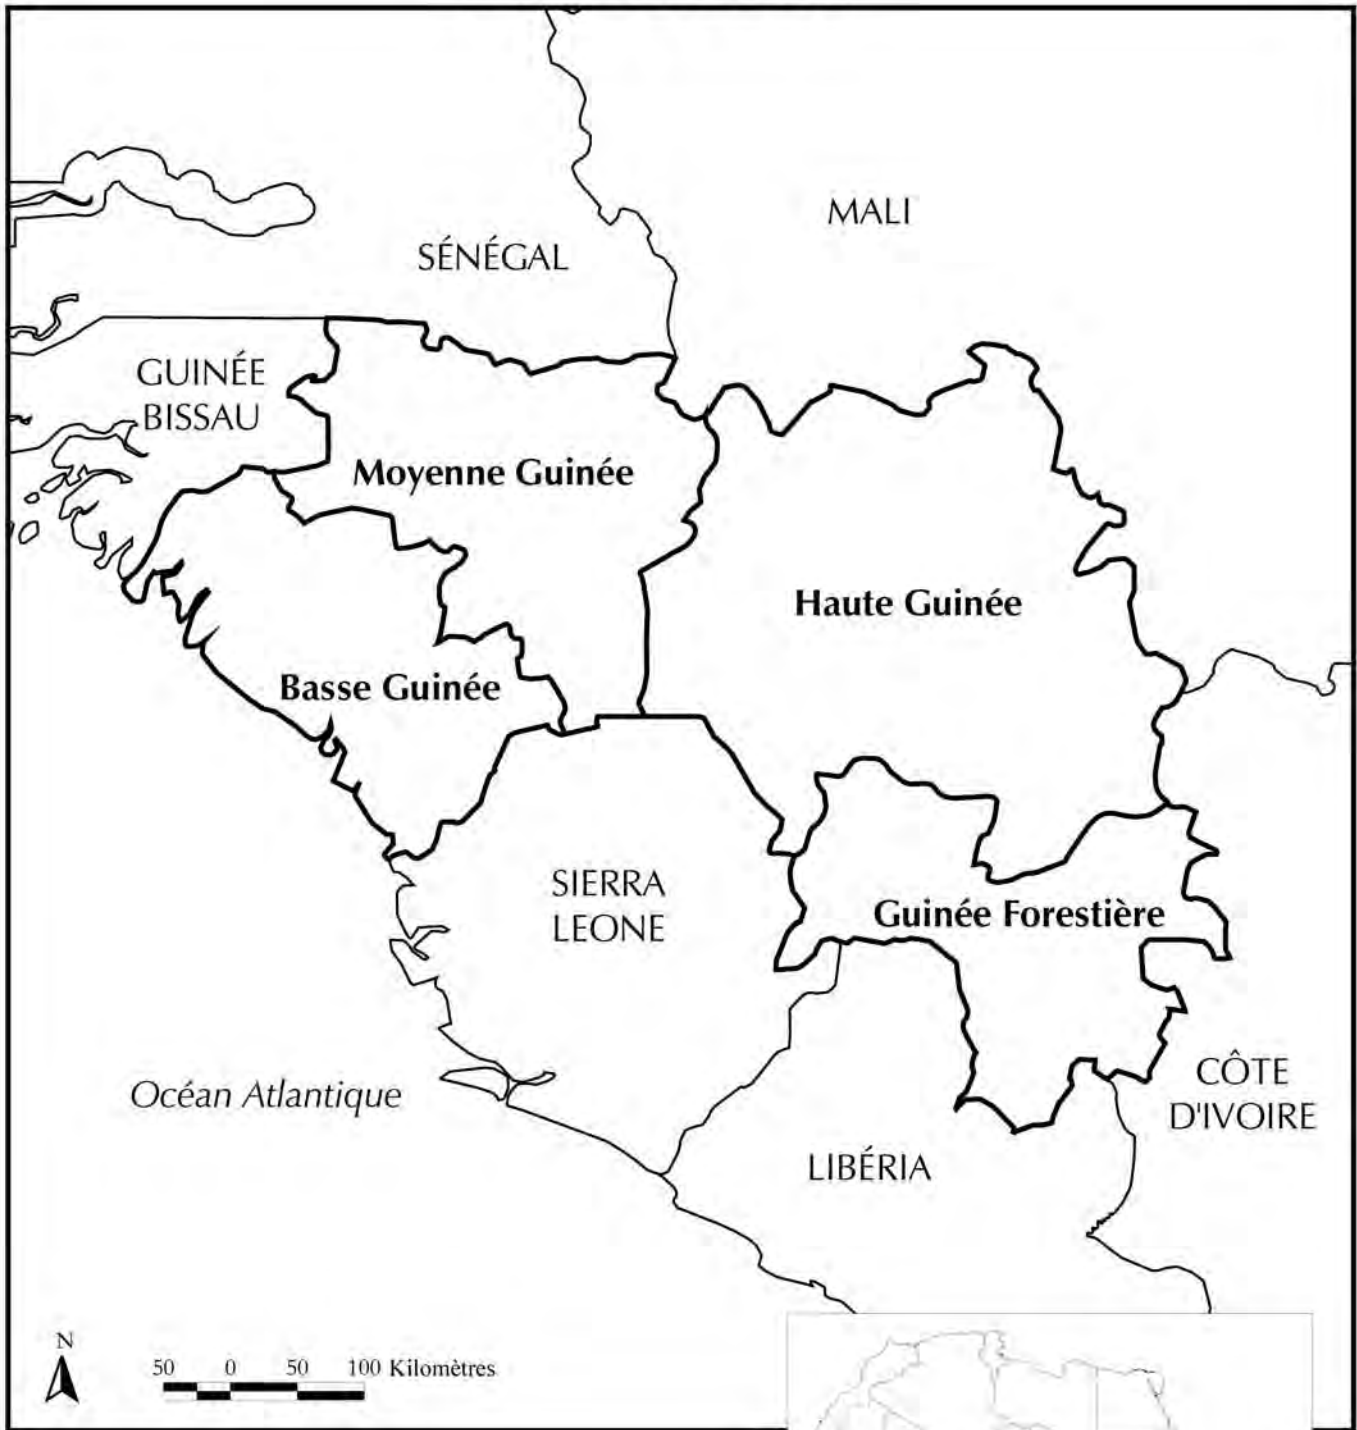 MALI
SÉNÉGAL
GUINÉE
BISSAU
Moyenne Guinée
Haute Guinée
Basse Guinée
SIERRA
LEONE
Guinée Forestière
Océan Atlantique
CÔTE
D'IVOIRE
LIBÉRIA
N
50 0 50 100 Kilomètres